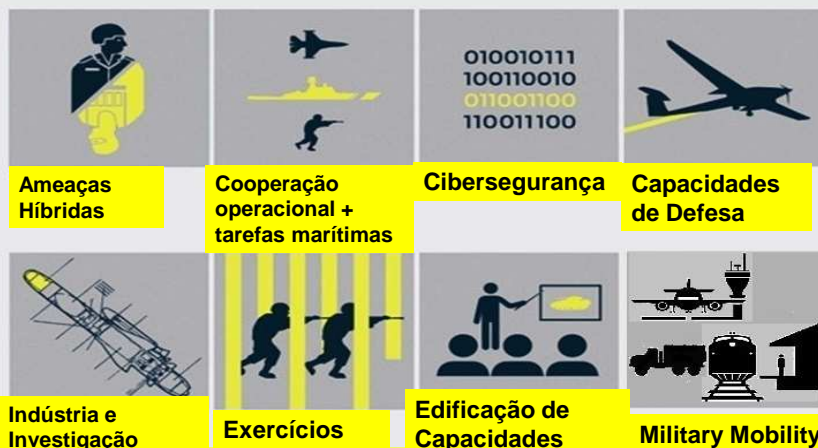 010010111
100110010
011001100
110011100
Ameaças
Híbridas
Cooperação
operacional +
tarefas marítimas
Cibersegurança
Capacidades
de Defesa
Indústria e
Investigação
Exercícios
Edificação de
Capacidades
Military Mobility